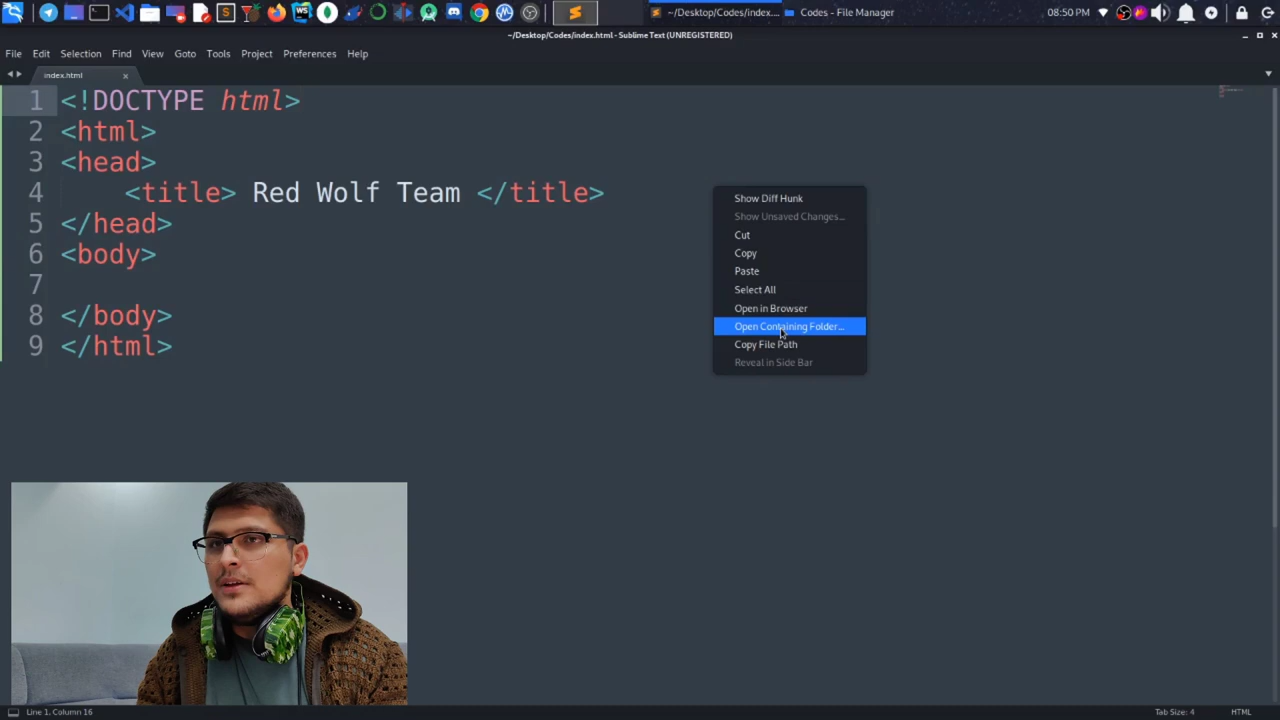 ~/Desktop/Codes/index....
Codes - File Manager
08:50 PM
~/Desktop/Codes/index.html - Sublime Text (UNREGISTERED)
File Edit Selection Find View Goto Tools Project Preferences Help
index.html
1 <!DOCTYPE html>
2 <html>
3 <head>
4 <title> Red Wolf Team </title>
5 </head>
6 <body>
7
8 </body>
9 </html>
Show Diff Hunk
Show Unsaved Changes...
Cut
Copy
Paste
Select All
Open in Browser
Open Containing Folder...
Copy File Path
Reveal in Side Bar
Line 1, Column 16
Tab Size: 4
HTML